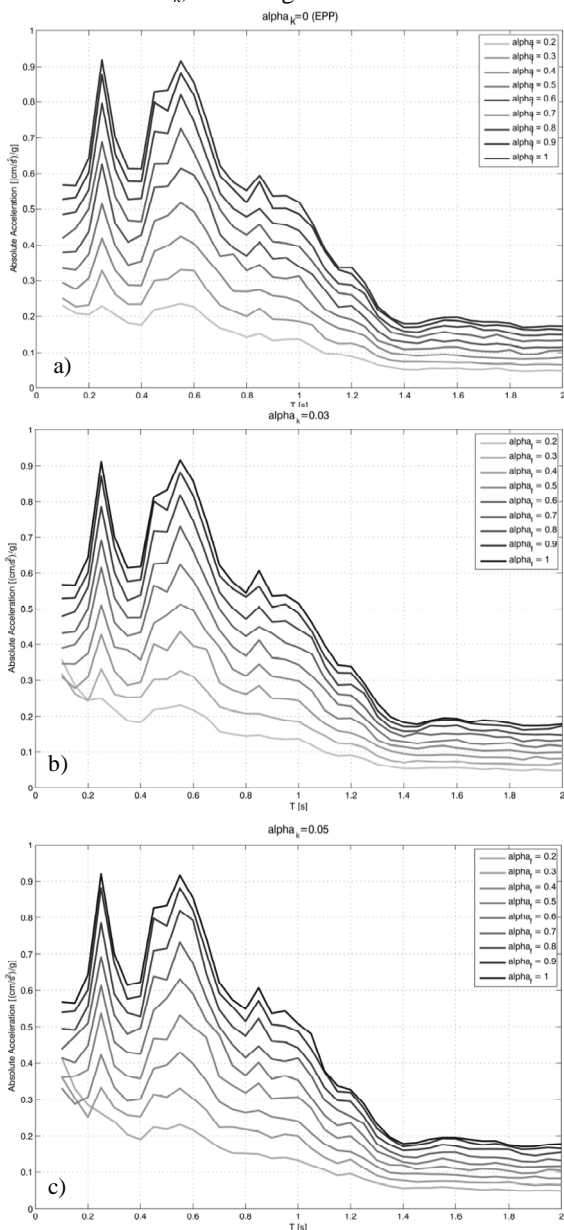 alpha_k=0 (EPP)
Absolute Acceleration [(cm/s²)/g]
1
0.9
0.8
0.7
0.6
0.5
0.4
0.3
0.2
0.1
0
alpha_f = 0.2
alpha_f = 0.3
alpha_f = 0.4
alpha_f = 0.5
alpha_f = 0.6
alpha_f = 0.7
alpha_f = 0.8
alpha_f = 0.9
alpha_f = 1
a)
0 0.2 0.4 0.6 0.8 1 1.2 1.4 1.6 1.8 2
T [s]
alpha_k=0.03
Absolute Acceleration [(cm/s²)/g]
1
0.9
0.8
0.7
0.6
0.5
0.4
0.3
0.2
0.1
0
alpha_f = 0.2
alpha_f = 0.3
alpha_f = 0.4
alpha_f = 0.5
alpha_f = 0.6
alpha_f = 0.7
alpha_f = 0.8
alpha_f = 0.9
alpha_f = 1
b)
0 0.2 0.4 0.6 0.8 1 1.2 1.4 1.6 1.8 2
T [s]
alpha_k=0.05
Absolute Acceleration [(cm/s²)/g]
1
0.9
0.8
0.7
0.6
0.5
0.4
0.3
0.2
0.1
0
alpha_f = 0.2
alpha_f = 0.3
alpha_f = 0.4
alpha_f = 0.5
alpha_f = 0.6
alpha_f = 0.7
alpha_f = 0.8
alpha_f = 0.9
alpha_f = 1
c)
0 0.2 0.4 0.6 0.8 1 1.2 1.4 1.6 1.8 2
T [s]